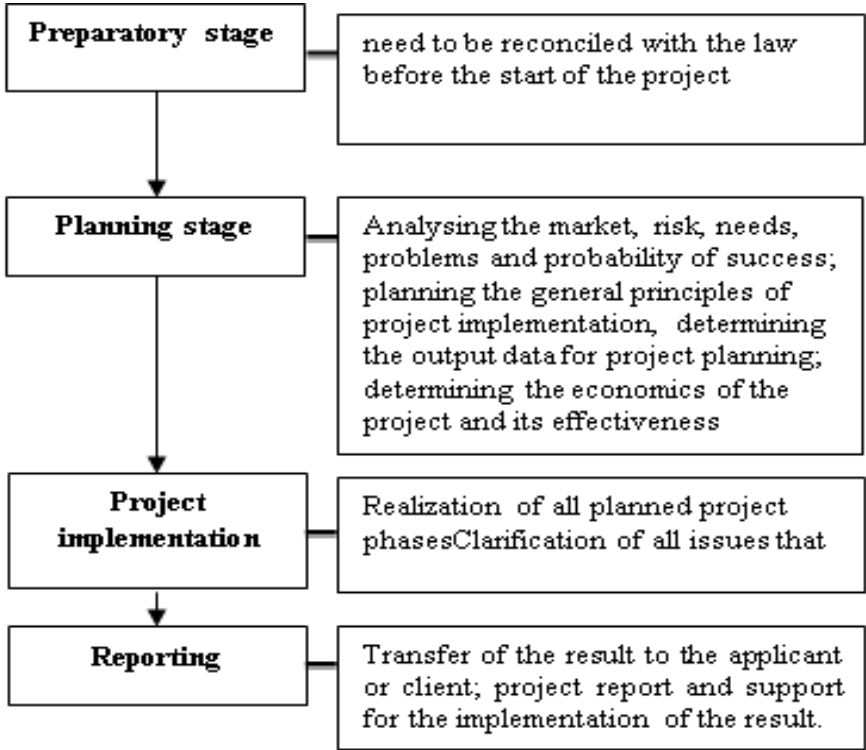 Preparatory stage
need to be reconciled with the law
before the start of the project
Planning stage
Analysing the market, risk, needs,
problems and probability of success;
planning the general principles of
project implementation, determining
the output data for project planning;
determining the economics of the
project and its effectiveness
Project
implementation
Realization of all planned project
phasesClarification of all issues that
Reporting
Transfer of the result to the applicant
or client; project report and support
for the implementation of the result.